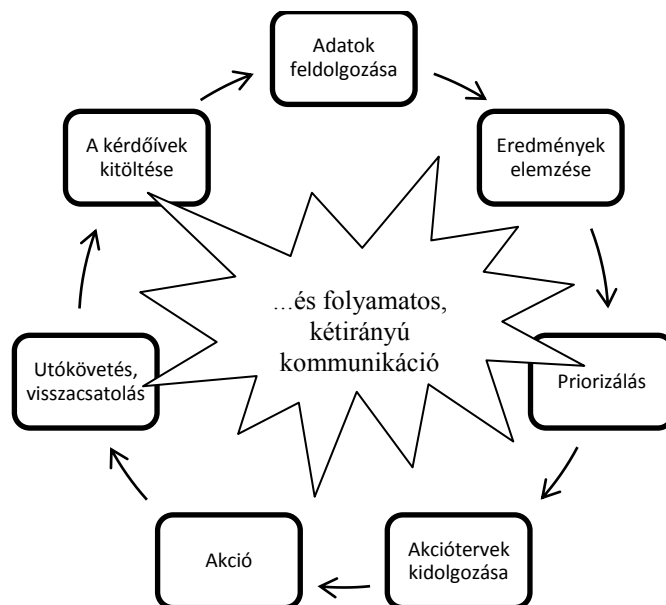 Adatok
feldolgozása
Eredmények
elemzése
Priorizálás
Akciótervek
kidolgozása
Akció
Utókövetés,
visszacsatolás
A kérdőívek
kitöltése
...és folyamatos,
kétirányú
kommunikáció